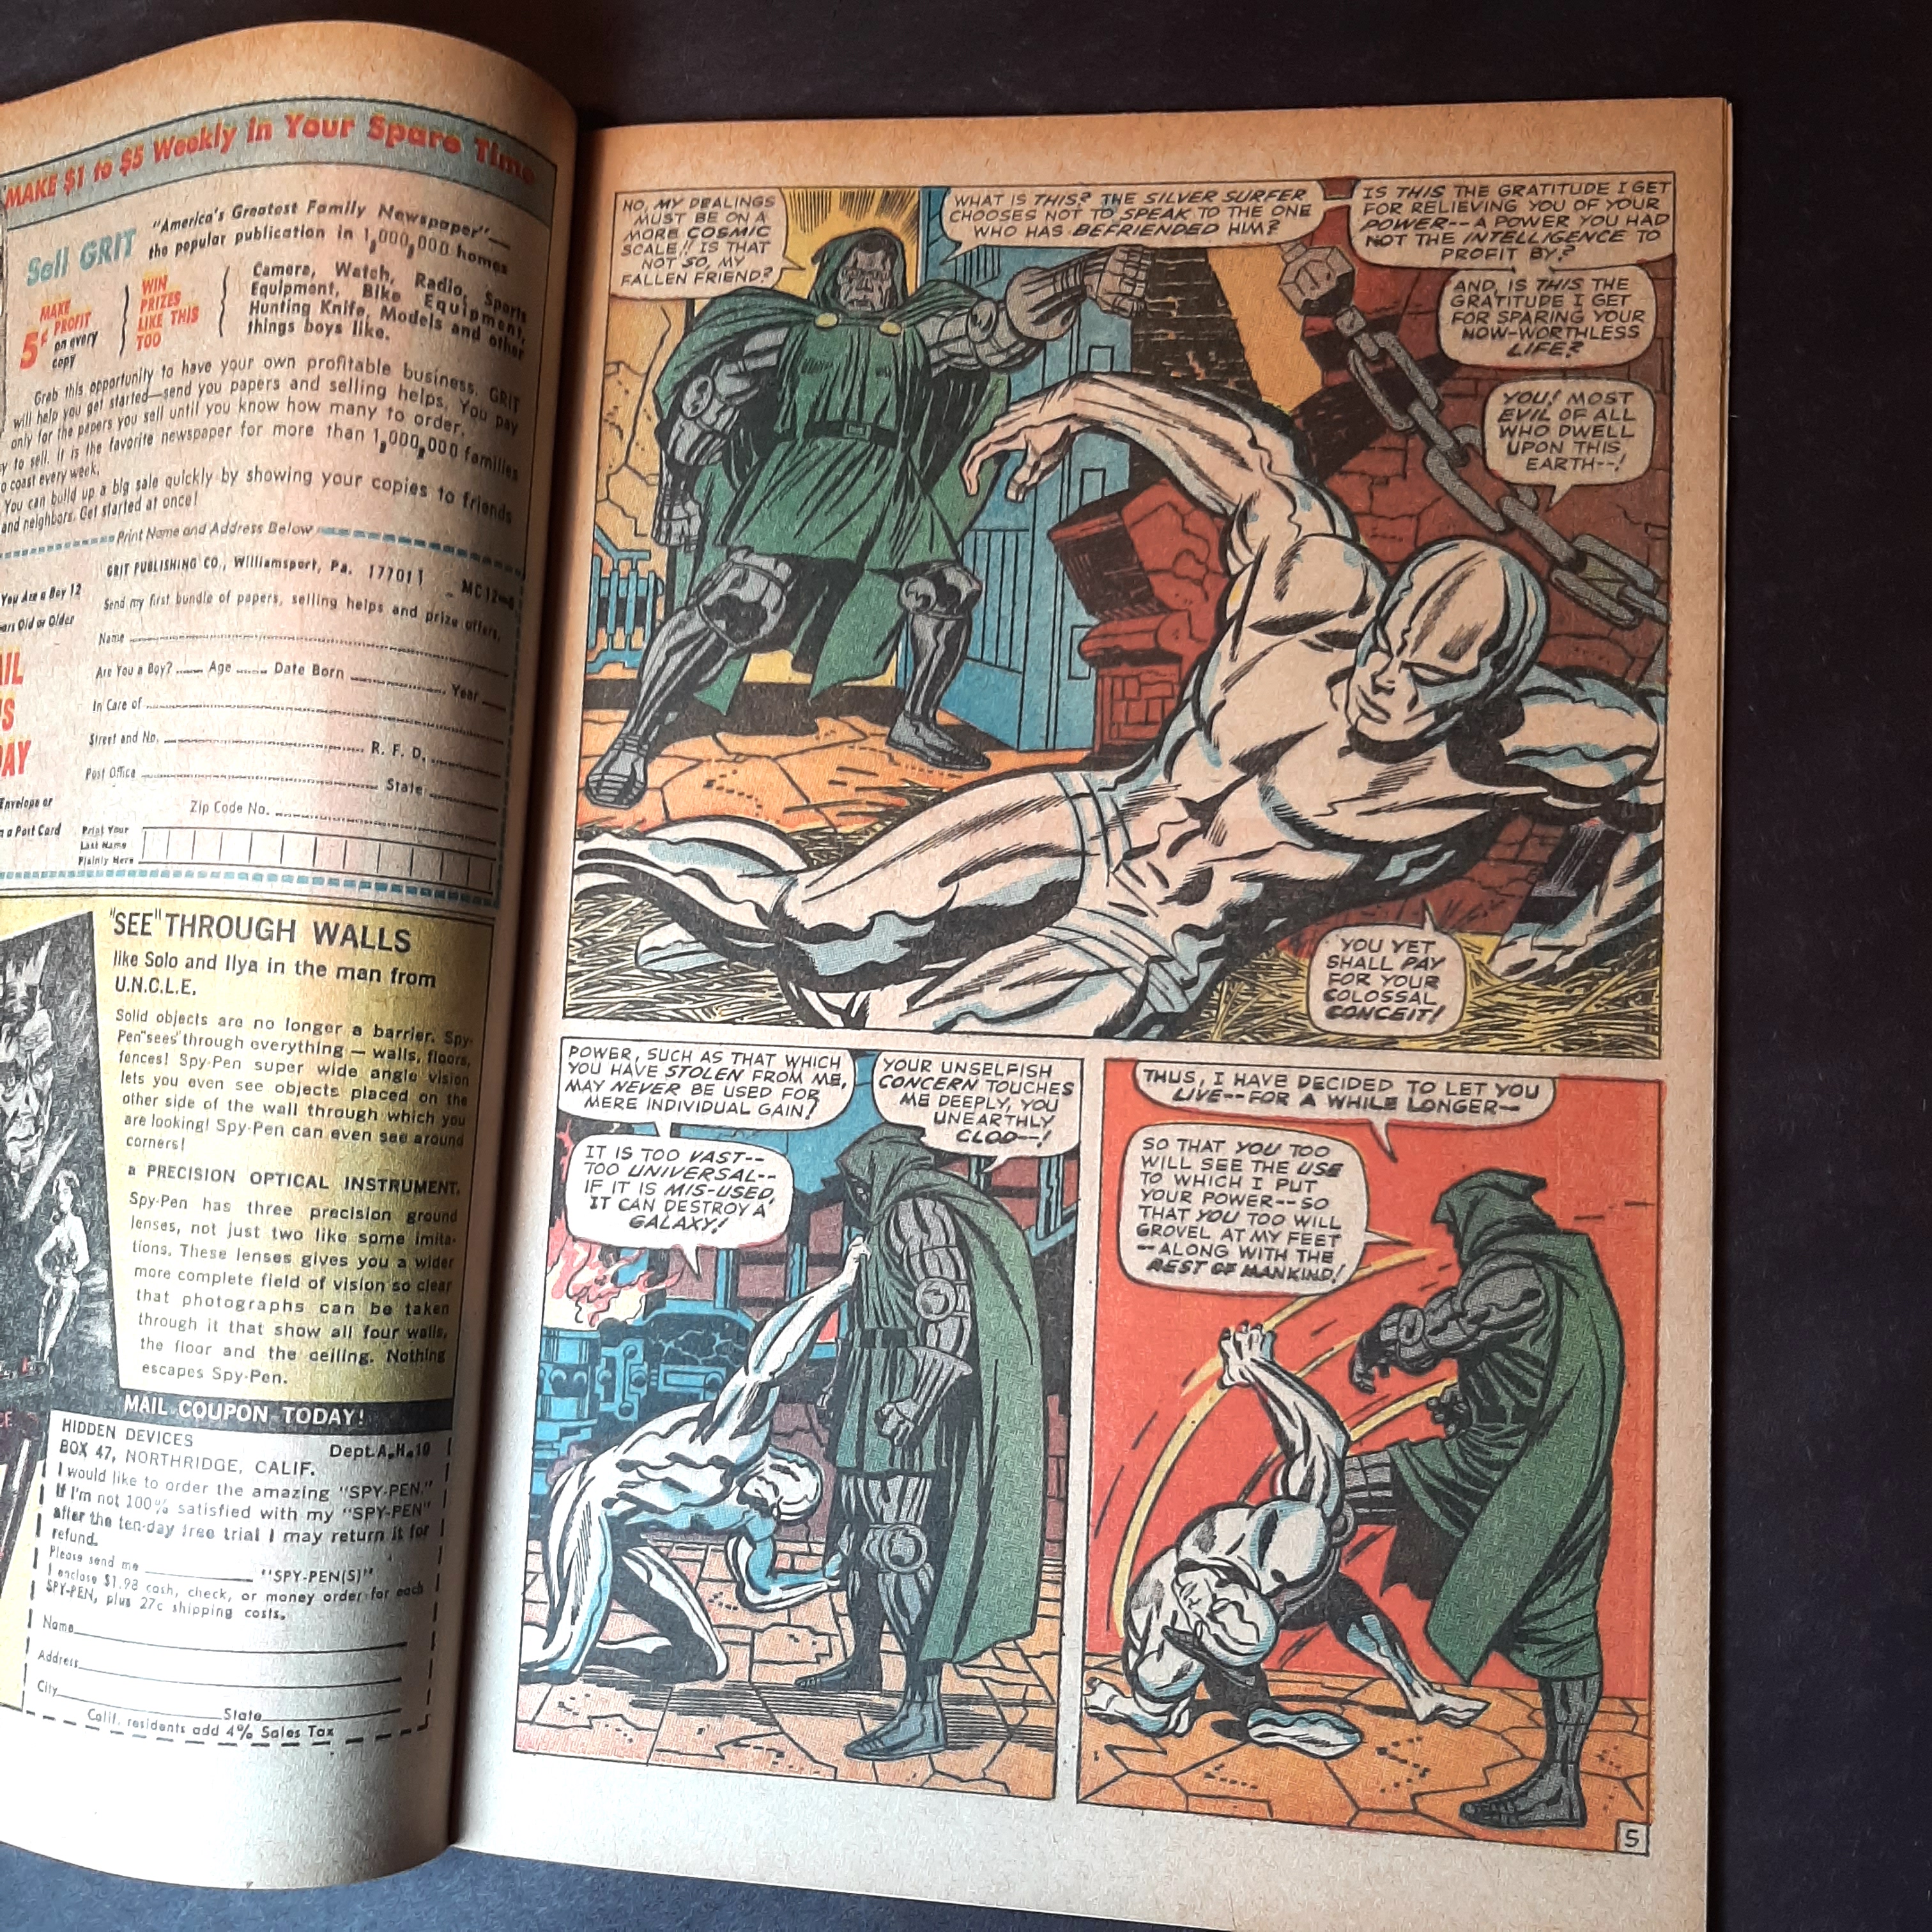 MAKE $1 to $5 Weekly in Your Spare Time
Sell GRIT
"America's Greatest Family Newspaper"—
the popular publication in 1,000,000 homes
MAKE
5¢ PROFIT
on every
copy
WIN
PRIZES
LIKE THIS
TOO
Camera, Watch, Radio, Sports
Equipment, Bike Equipment,
Hunting Knife, Models and other
things boys like.
Grab this opportunity to have your own profitable business. GRIT
will help you get started—send you papers and selling helps. You pay
only for the papers you sell until you know how many to order.
y to sell. It is the favorite newspaper for more than 1,000,000 families
o coast every week.
You can build up a big sale quickly by showing your copies to friends
and neighbors. Get started at once!
Print Name and Address Below
You Are a Boy 12
ars Old or Older
AIL
IS
DAY
Envelope or
n a Post Card
GRIT PUBLISHING CO., Williamsport, Pa. 17701
MC12-6
Send my first bundle of papers, selling helps and prize offers.
Name
Are You a Boy? Age Date Born Year
In Care of
Street and No. R. F. D.
Post Office State
Zip Code No.
Print Your
Last Name
Plainly Here
"SEE" THROUGH WALLS
like Solo and Ilya in the man from
U.N.C.L.E.
Solid objects are no longer a barrier. Spy-
Pen "sees" through everything — walls, floors,
fences! Spy-Pen super wide angle vision
lets you even see objects placed on the
other side of the wall through which you
are looking! Spy-Pen can even see around
corners!
a PRECISION OPTICAL INSTRUMENT.
Spy-Pen has three precision ground
lenses, not just two like some imita-
tions. These lenses gives you a wider
more complete field of vision so clear
that photographs can be taken
through it that show all four walls,
the floor and the ceiling. Nothing
escapes Spy-Pen.
MAIL COUPON TODAY!
HIDDEN DEVICES Dept. A.H.10
BOX 47, NORTHRIDGE, CALIF.
I would like to order the amazing "SPY-PEN."
If I'm not 100% satisfied with my "SPY-PEN"
after the ten-day free trial I may return it for
refund.
Please send me "SPY-PEN(S)"
I enclose $1.98 cash, check, or money order for each
SPY-PEN, plus 27c shipping costs.
Name
Address
City State
Calif. residents add 4% Sales Tax
NO, MY DEALINGS
MUST BE ON A
MORE COSMIC
SCALE!! IS THAT
NOT SO, MY
FALLEN FRIEND?
WHAT IS THIS? THE SILVER SURFER
CHOOSES NOT TO SPEAK TO THE ONE
WHO HAS BEFRIENDED HIM?
IS THIS THE GRATITUDE I GET
FOR RELIEVING YOU OF YOUR
POWER-- A POWER YOU HAD
NOT THE INTELLIGENCE TO
PROFIT BY?
AND, IS THIS THE
GRATITUDE I GET
FOR SPARING YOUR
NOW-WORTHLESS
LIFE?
YOU! MOST
EVIL OF ALL
WHO DWELL
UPON THIS
EARTH--!
YOU YET
SHALL PAY
FOR YOUR
COLOSSAL
CONCEIT!
POWER, SUCH AS THAT WHICH
YOU HAVE STOLEN FROM ME,
MAY NEVER BE USED FOR
MERE INDIVIDUAL GAIN!
IT IS TOO VAST--
TOO UNIVERSAL--
IF IT IS MIS-USED,
IT CAN DESTROY A
GALAXY!
YOUR UNSELFISH
CONCERN TOUCHES
ME DEEPLY, YOU
UNEARTHLY
CLOD--!
THUS, I HAVE DECIDED TO LET YOU
LIVE-- FOR A WHILE LONGER--
SO THAT YOU TOO
WILL SEE THE USE
TO WHICH I PUT
YOUR POWER-- SO
THAT YOU TOO WILL
GROVEL AT MY FEET
-- ALONG WITH THE
REST OF MANKIND!
5